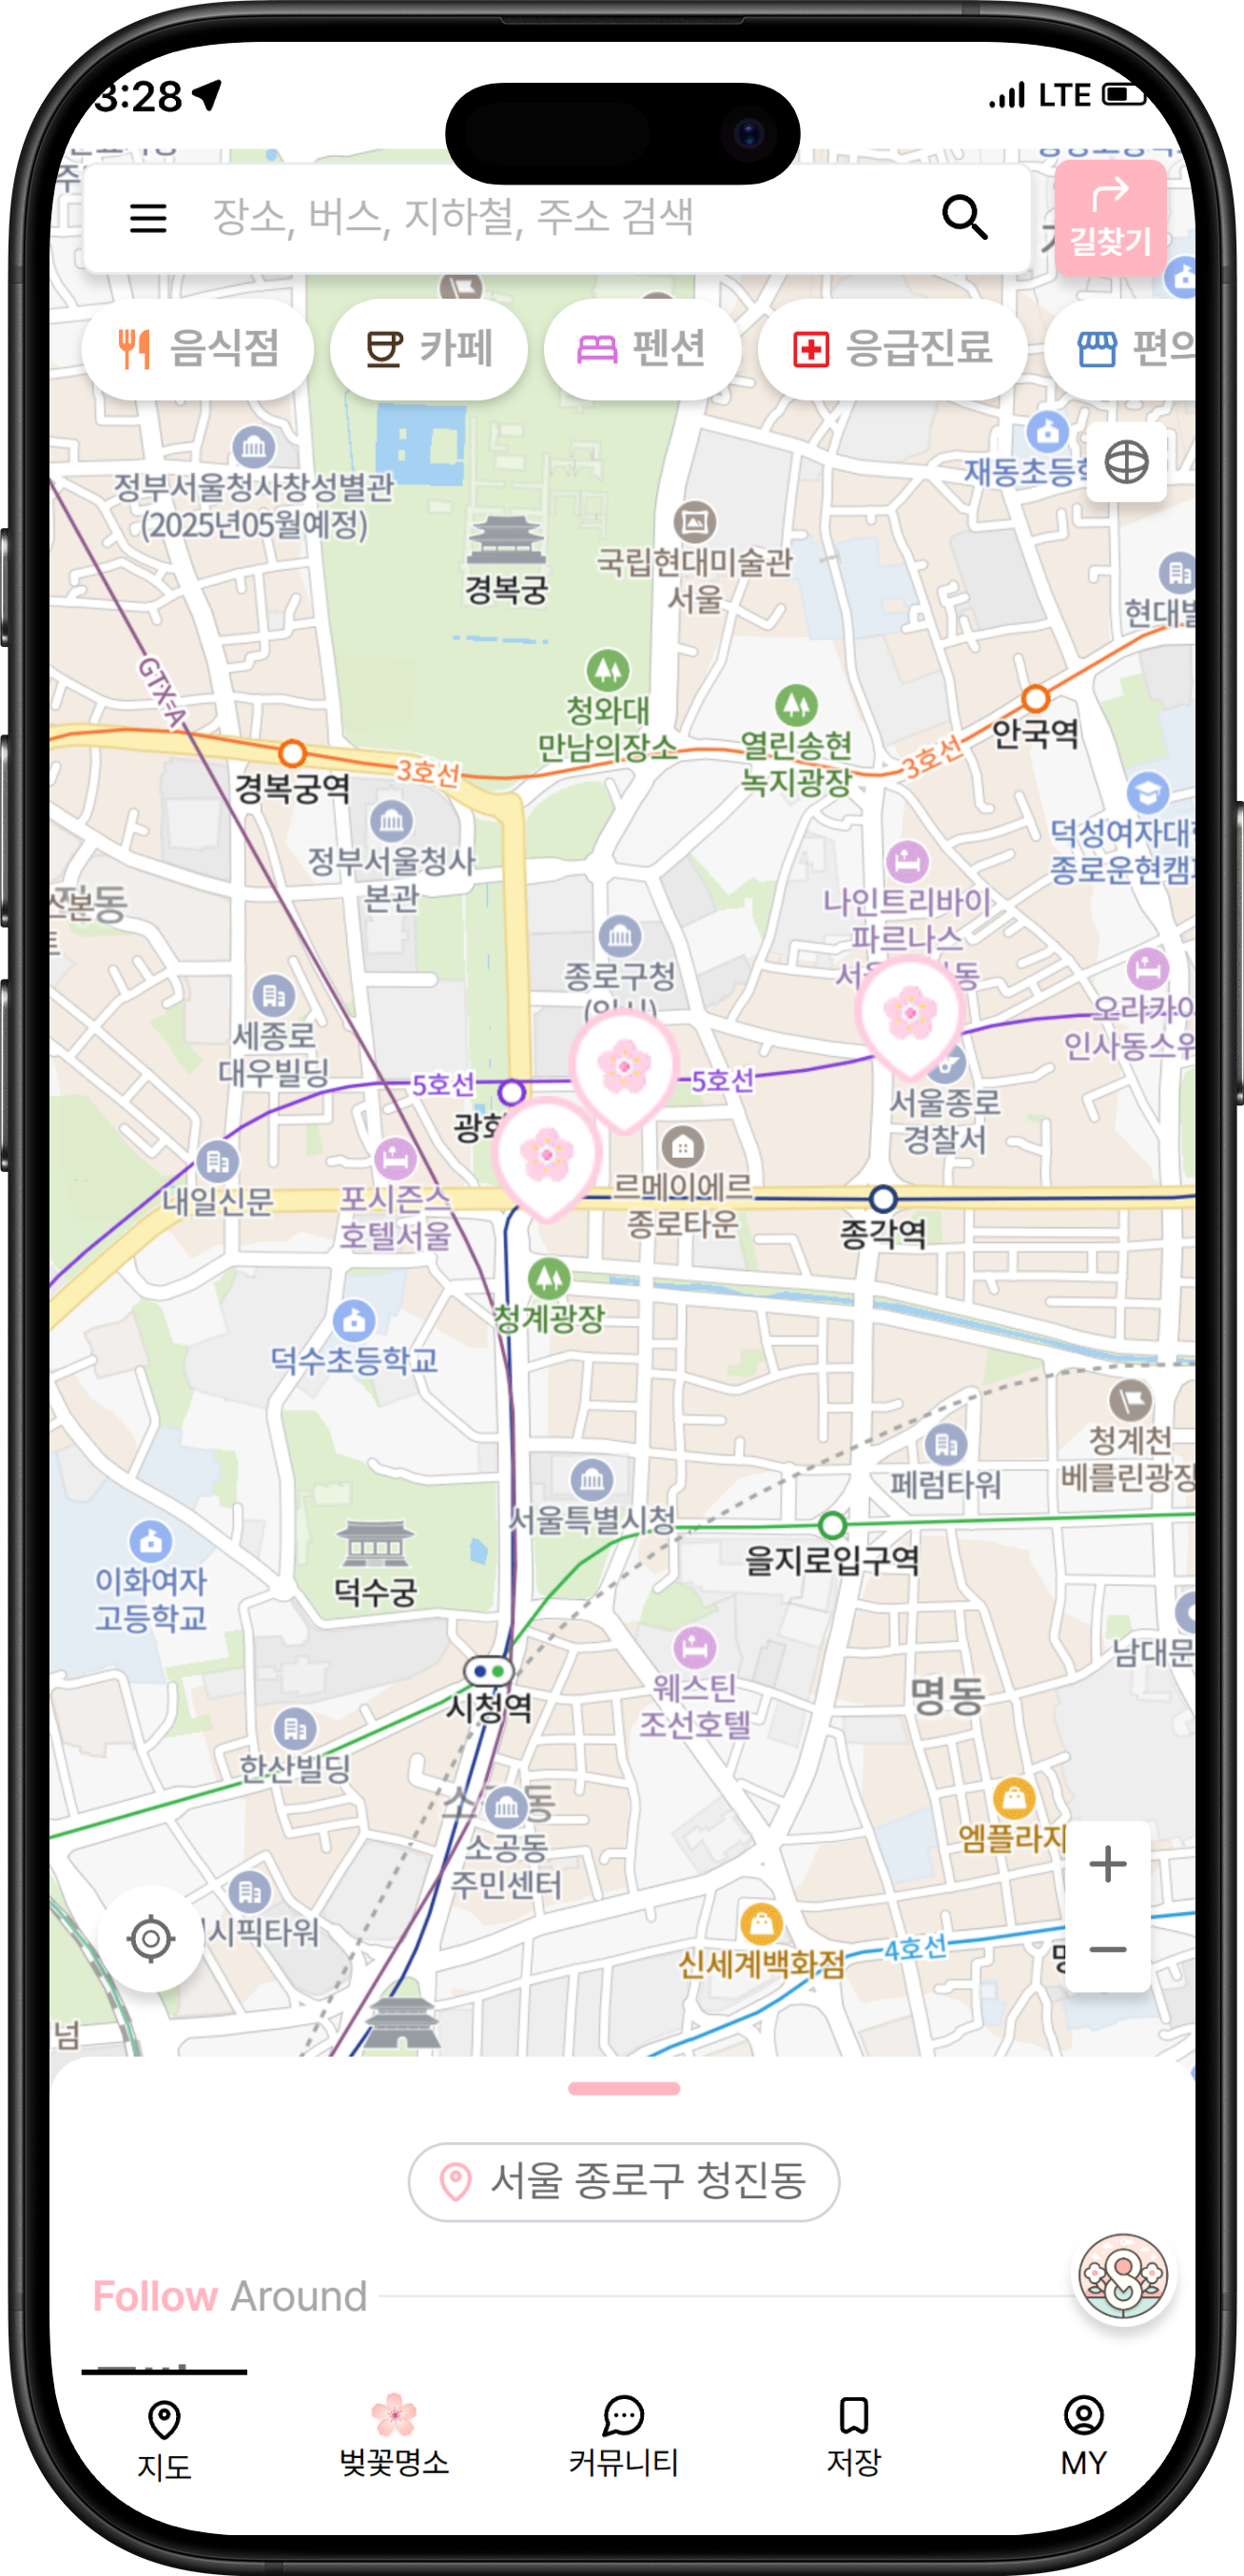 3:28
LTE
장소, 버스, 지하철, 주소 검색
길찾기
음식점
카페
펜션
응급진료
편의
정부서울청사창성별관
(2025년05월예정)
재동초등학
경복궁
국립현대미술관
서울
현대빌
GTX-A
청와대
만남의장소
열린송현
녹지광장
안국역
3호선
3호선
경복궁역
정부서울청사
본관
덕성여자대학
종로운현캠퍼
나인트리바이
파르나스
종로구청
(임시)
오라카이
인사동스위
세종로
대우빌딩
5호선
5호선
서울종로
경찰서
내일신문
포시즌스
호텔서울
르메이에르
종로타운
종각역
청계광장
덕수초등학교
청계천
베를린광장
페럼타워
서울특별시청
을지로입구역
이화여자
고등학교
덕수궁
남대문
웨스틴
조선호텔
명동
시청역
한산빌딩
소공동
주민센터
엠플라자
시픽타워
신세계백화점
4호선
넘
서울 종로구 청진동
Follow Around
지도
벚꽃명소
커뮤니티
저장
MY